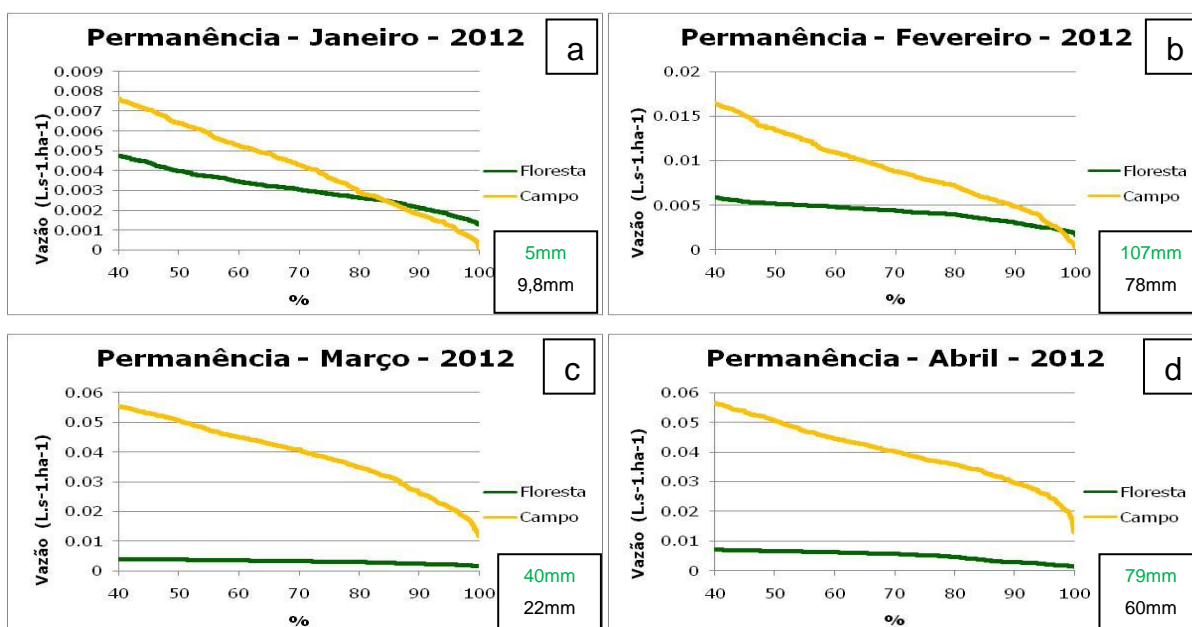 Permanência - Janeiro - 2012
a
Vazão (L.s-1.ha-1)
0.009
0.008
0.007
0.006
0.005
0.004
0.003
0.002
0.001
0
40 50 60 70 80 90 100
%
Floresta
Campo
5mm
9,8mm
Permanência - Fevereiro - 2012
b
Vazão (L.s-1.ha-1)
0.02
0.015
0.01
0.005
0
40 50 60 70 80 90 100
%
Floresta
Campo
107mm
78mm
Permanência - Março - 2012
c
Vazão (L.s-1.ha-1)
0.06
0.05
0.04
0.03
0.02
0.01
0
40 50 60 70 80 90 100
%
Floresta
Campo
40mm
22mm
Permanência - Abril - 2012
d
Vazão (L.s-1.ha-1)
0.06
0.05
0.04
0.03
0.02
0.01
0
40 50 60 70 80 90 100
%
Floresta
Campo
79mm
60mm